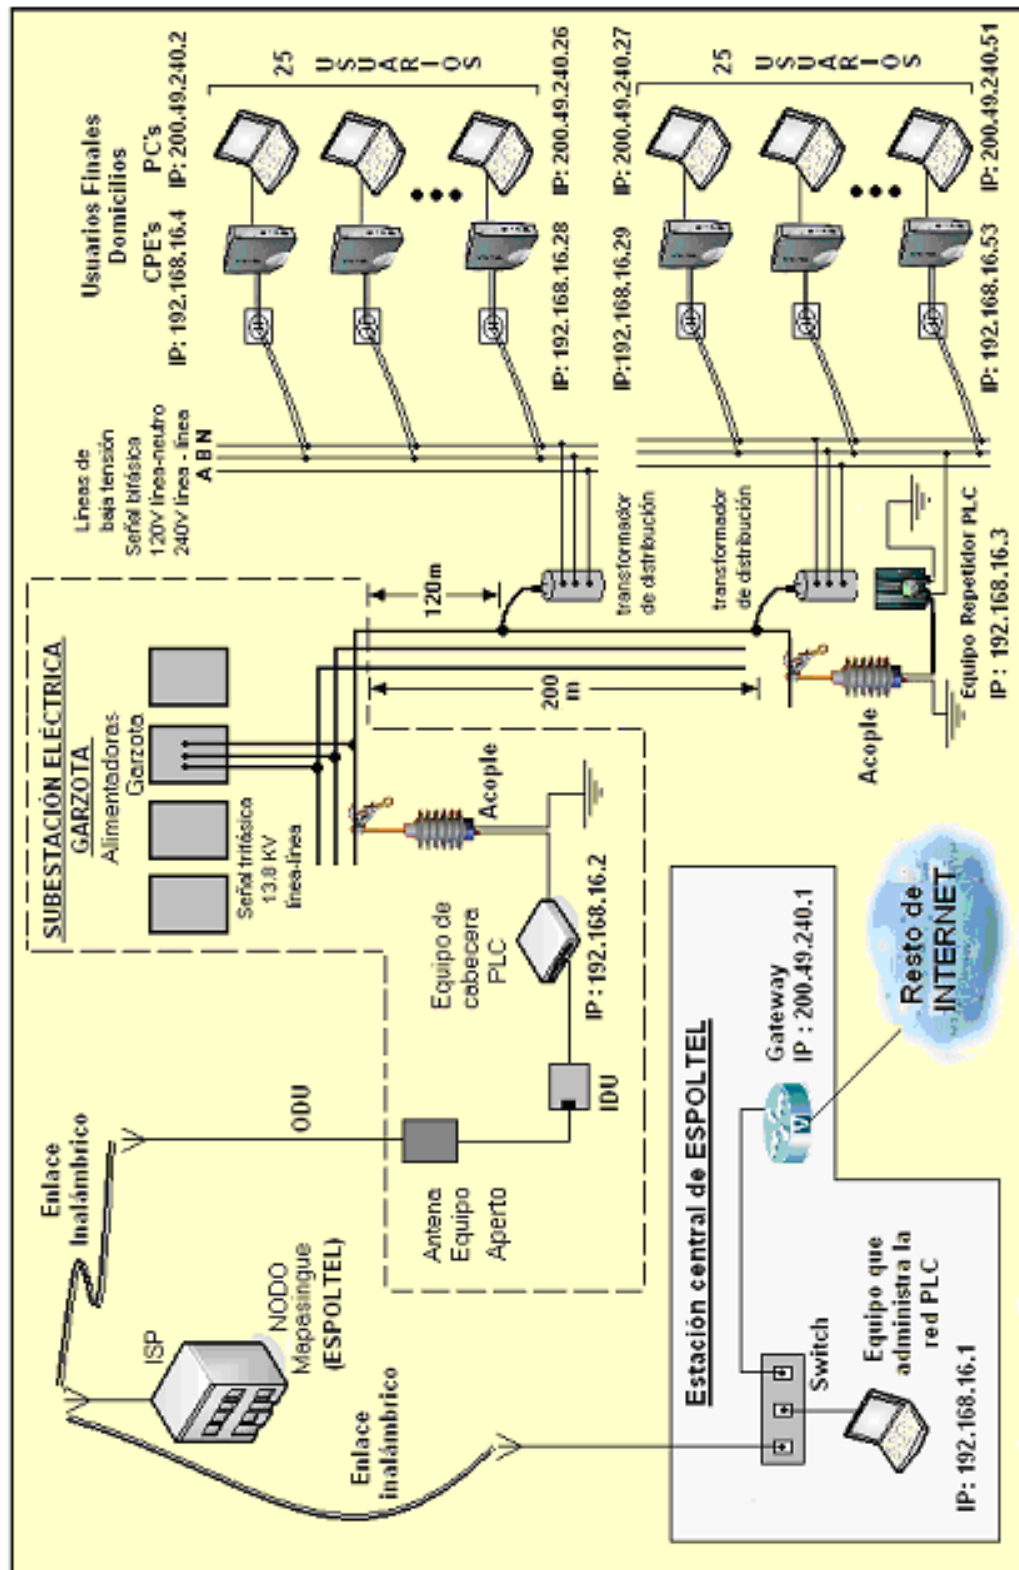 Enlace
Inalámbrico
ISP
NODO
Mapasingue
(ESPOLTEL)
Enlace
inalámbrico
ODU
Antena
Equipo
Aperto
IDU
SUBESTACIÓN ELÉCTRICA
GARZOTA
Alimentadoras
Garzota
Señal trifásica
13.8 KV
línea-línea
Acople
Equipo de
cabecera
PLC
IP : 192.168.16.2
120m
200
m
Líneas de
baja tensión
Señal bifásica
120V línea-neutro
240V línea - línea
A B N
Usuarios Finales
Domicilios
CPE's PC's
IP: 192.168.16.4 IP: 200.49.240.2
25
USUARIOS
IP: 192.168.16.28 IP: 200.49.240.26
transformador
de distribución
IP:192.168.16.29 IP: 200.49.240.27
25
USUARIOS
IP: 192.168.16.53 IP: 200.49.240.51
transformador
de distribución
Acople
Equipo Repetidor PLC
IP : 192.168.16.3
Estación central de ESPOLTEL
Switch
Equipo que
administra la
red PLC
IP: 192.168.16.1
Gateway
IP : 200.49.240.1
Resto de
INTERNET